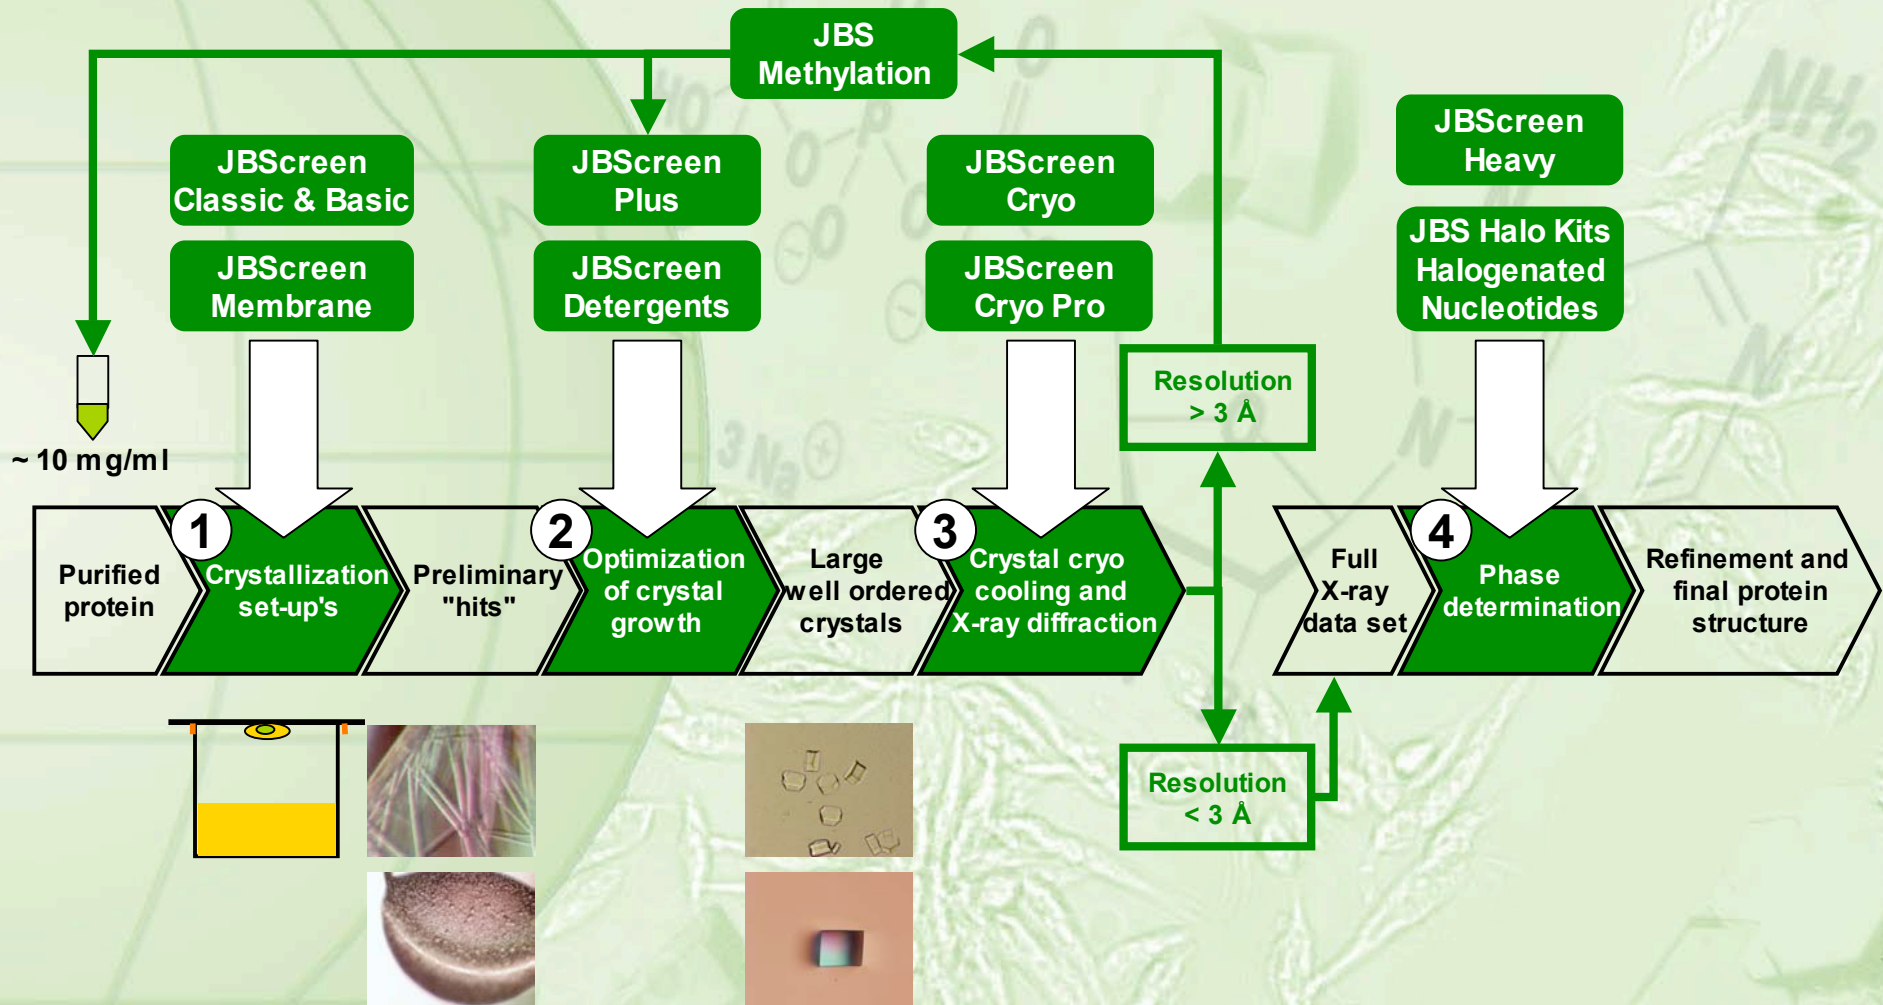 JBS
Methylation
JBScreen
Classic & Basic
JBScreen
Membrane
JBScreen
Plus
JBScreen
Detergents
JBScreen
Cryo
JBScreen
Cryo Pro
JBScreen
Heavy
JBS Halo Kits
Halogenated
Nucleotides
~ 10 mg/ml
Resolution
> 3 Å
1
2
3
4
Purified
protein
Crystallization
set-up's
Preliminary
"hits"
Optimization
of crystal
growth
Large
well ordered
crystals
Crystal cryo
cooling and
X-ray diffraction
Full
X-ray
data set
Phase
determination
Refinement and
final protein
structure
Resolution
< 3 Å
HO
P
O
O
O
O
O
3Na
NH2
N
N
N